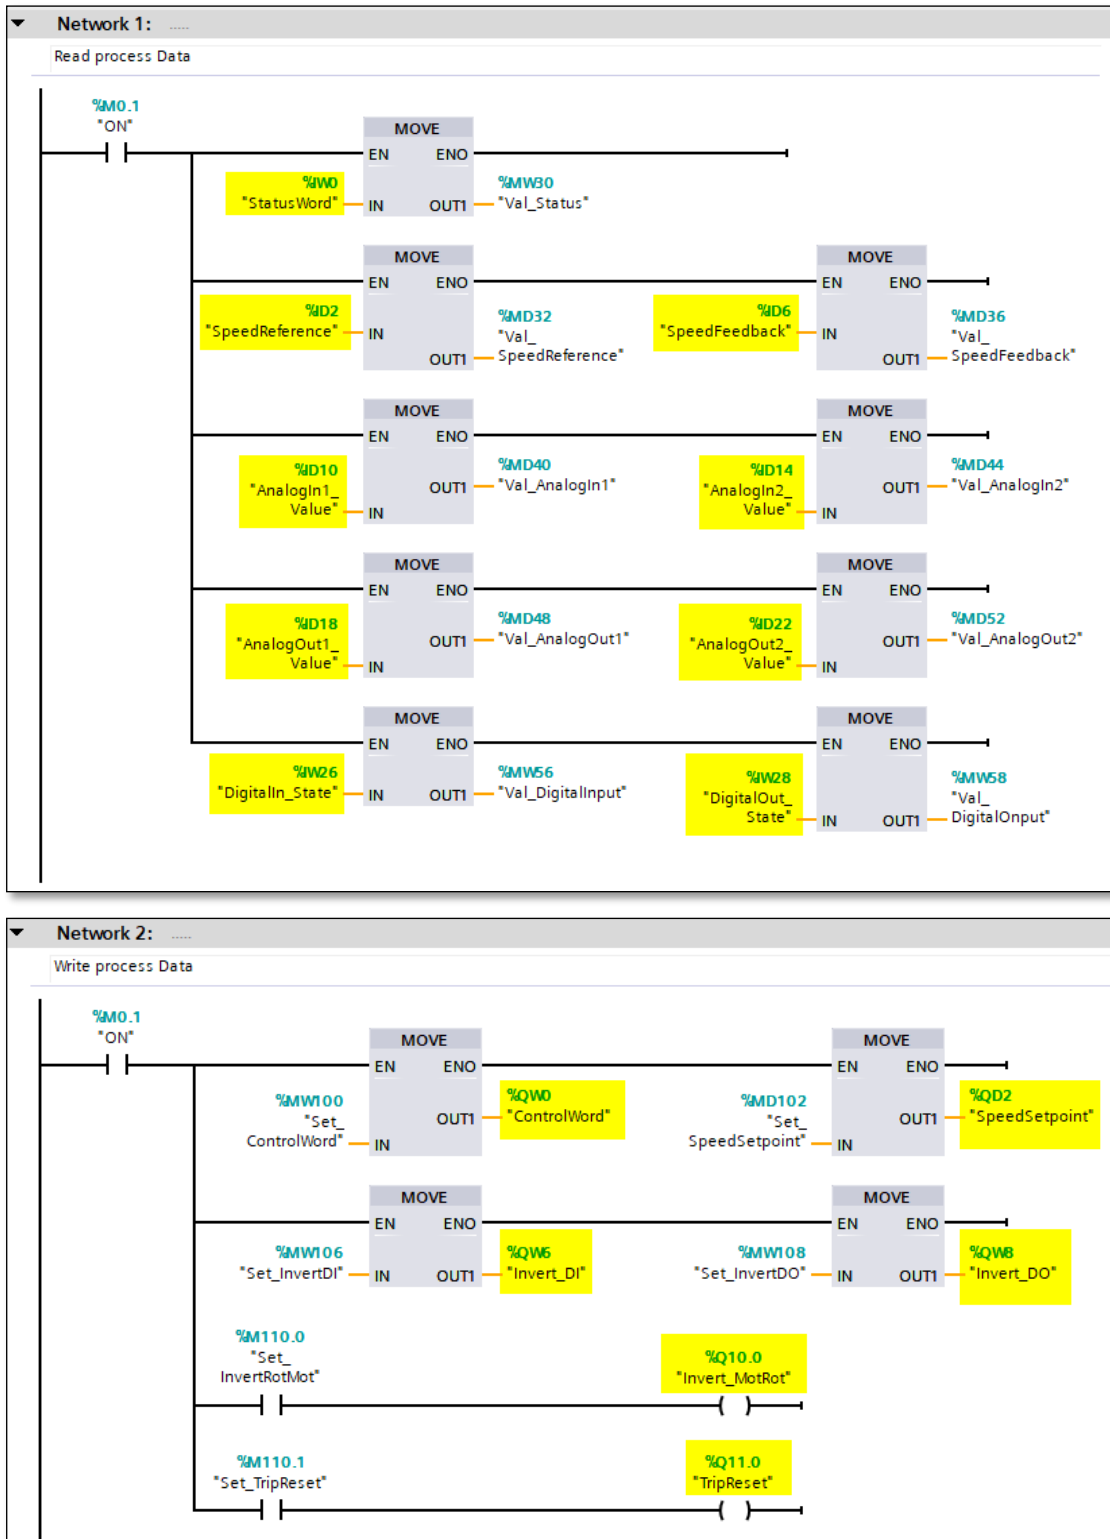 Network 1: .....
Read process Data
%M0.1
"ON"
MOVE
EN ENO
%IW0
"StatusWord" IN
%MW30
OUT1 "Val_Status"
MOVE
EN ENO
%ID2
"SpeedReference" IN
%MD32
"Val_
OUT1 SpeedReference"
MOVE
EN ENO
%ID6
"SpeedFeedback" IN
%MD36
"Val_
OUT1 SpeedFeedback"
MOVE
EN ENO
%ID10
"AnalogIn1_
Value" IN
%MD40
OUT1 "Val_AnalogIn1"
MOVE
EN ENO
%ID14
"AnalogIn2_
Value" IN
%MD44
OUT1 "Val_AnalogIn2"
MOVE
EN ENO
%ID18
"AnalogOut1_
Value" IN
%MD48
OUT1 "Val_AnalogOut1"
MOVE
EN ENO
%ID22
"AnalogOut2_
Value" IN
%MD52
OUT1 "Val_AnalogOut2"
MOVE
EN ENO
%IW26
"DigitalIn_State" IN
%MW56
OUT1 "Val_DigitalInput"
MOVE
EN ENO
%IW28
"DigitalOut_
State" IN
%MW58
"Val_
OUT1 DigitalOnput"
Network 2: .....
Write process Data
%M0.1
"ON"
MOVE
EN ENO
%MW100
"Set_
ControlWord" IN
%QW0
OUT1 "ControlWord"
MOVE
EN ENO
%MD102
"Set_
SpeedSetpoint" IN
%QD2
OUT1 "SpeedSetpoint"
MOVE
EN ENO
%MW106
"Set_InvertDI" IN
%QW6
OUT1 "Invert_DI"
MOVE
EN ENO
%MW108
"Set_InvertDO" IN
%QW8
OUT1 "Invert_DO"
%M110.0
"Set_
InvertRotMot"
%Q10.0
"Invert_MotRot"
%M110.1
"Set_TripReset"
%Q11.0
"TripReset"